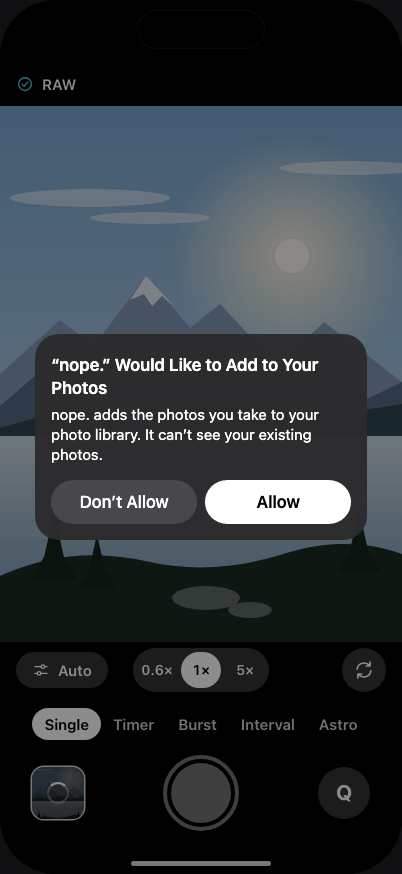 RAW
“nope.” Would Like to Add to Your
Photos
nope. adds the photos you take to your
photo library. It can’t see your existing
photos.
Don’t Allow
Allow
Auto
0.6×
1×
5×
Single
Timer
Burst
Interval
Astro
Q